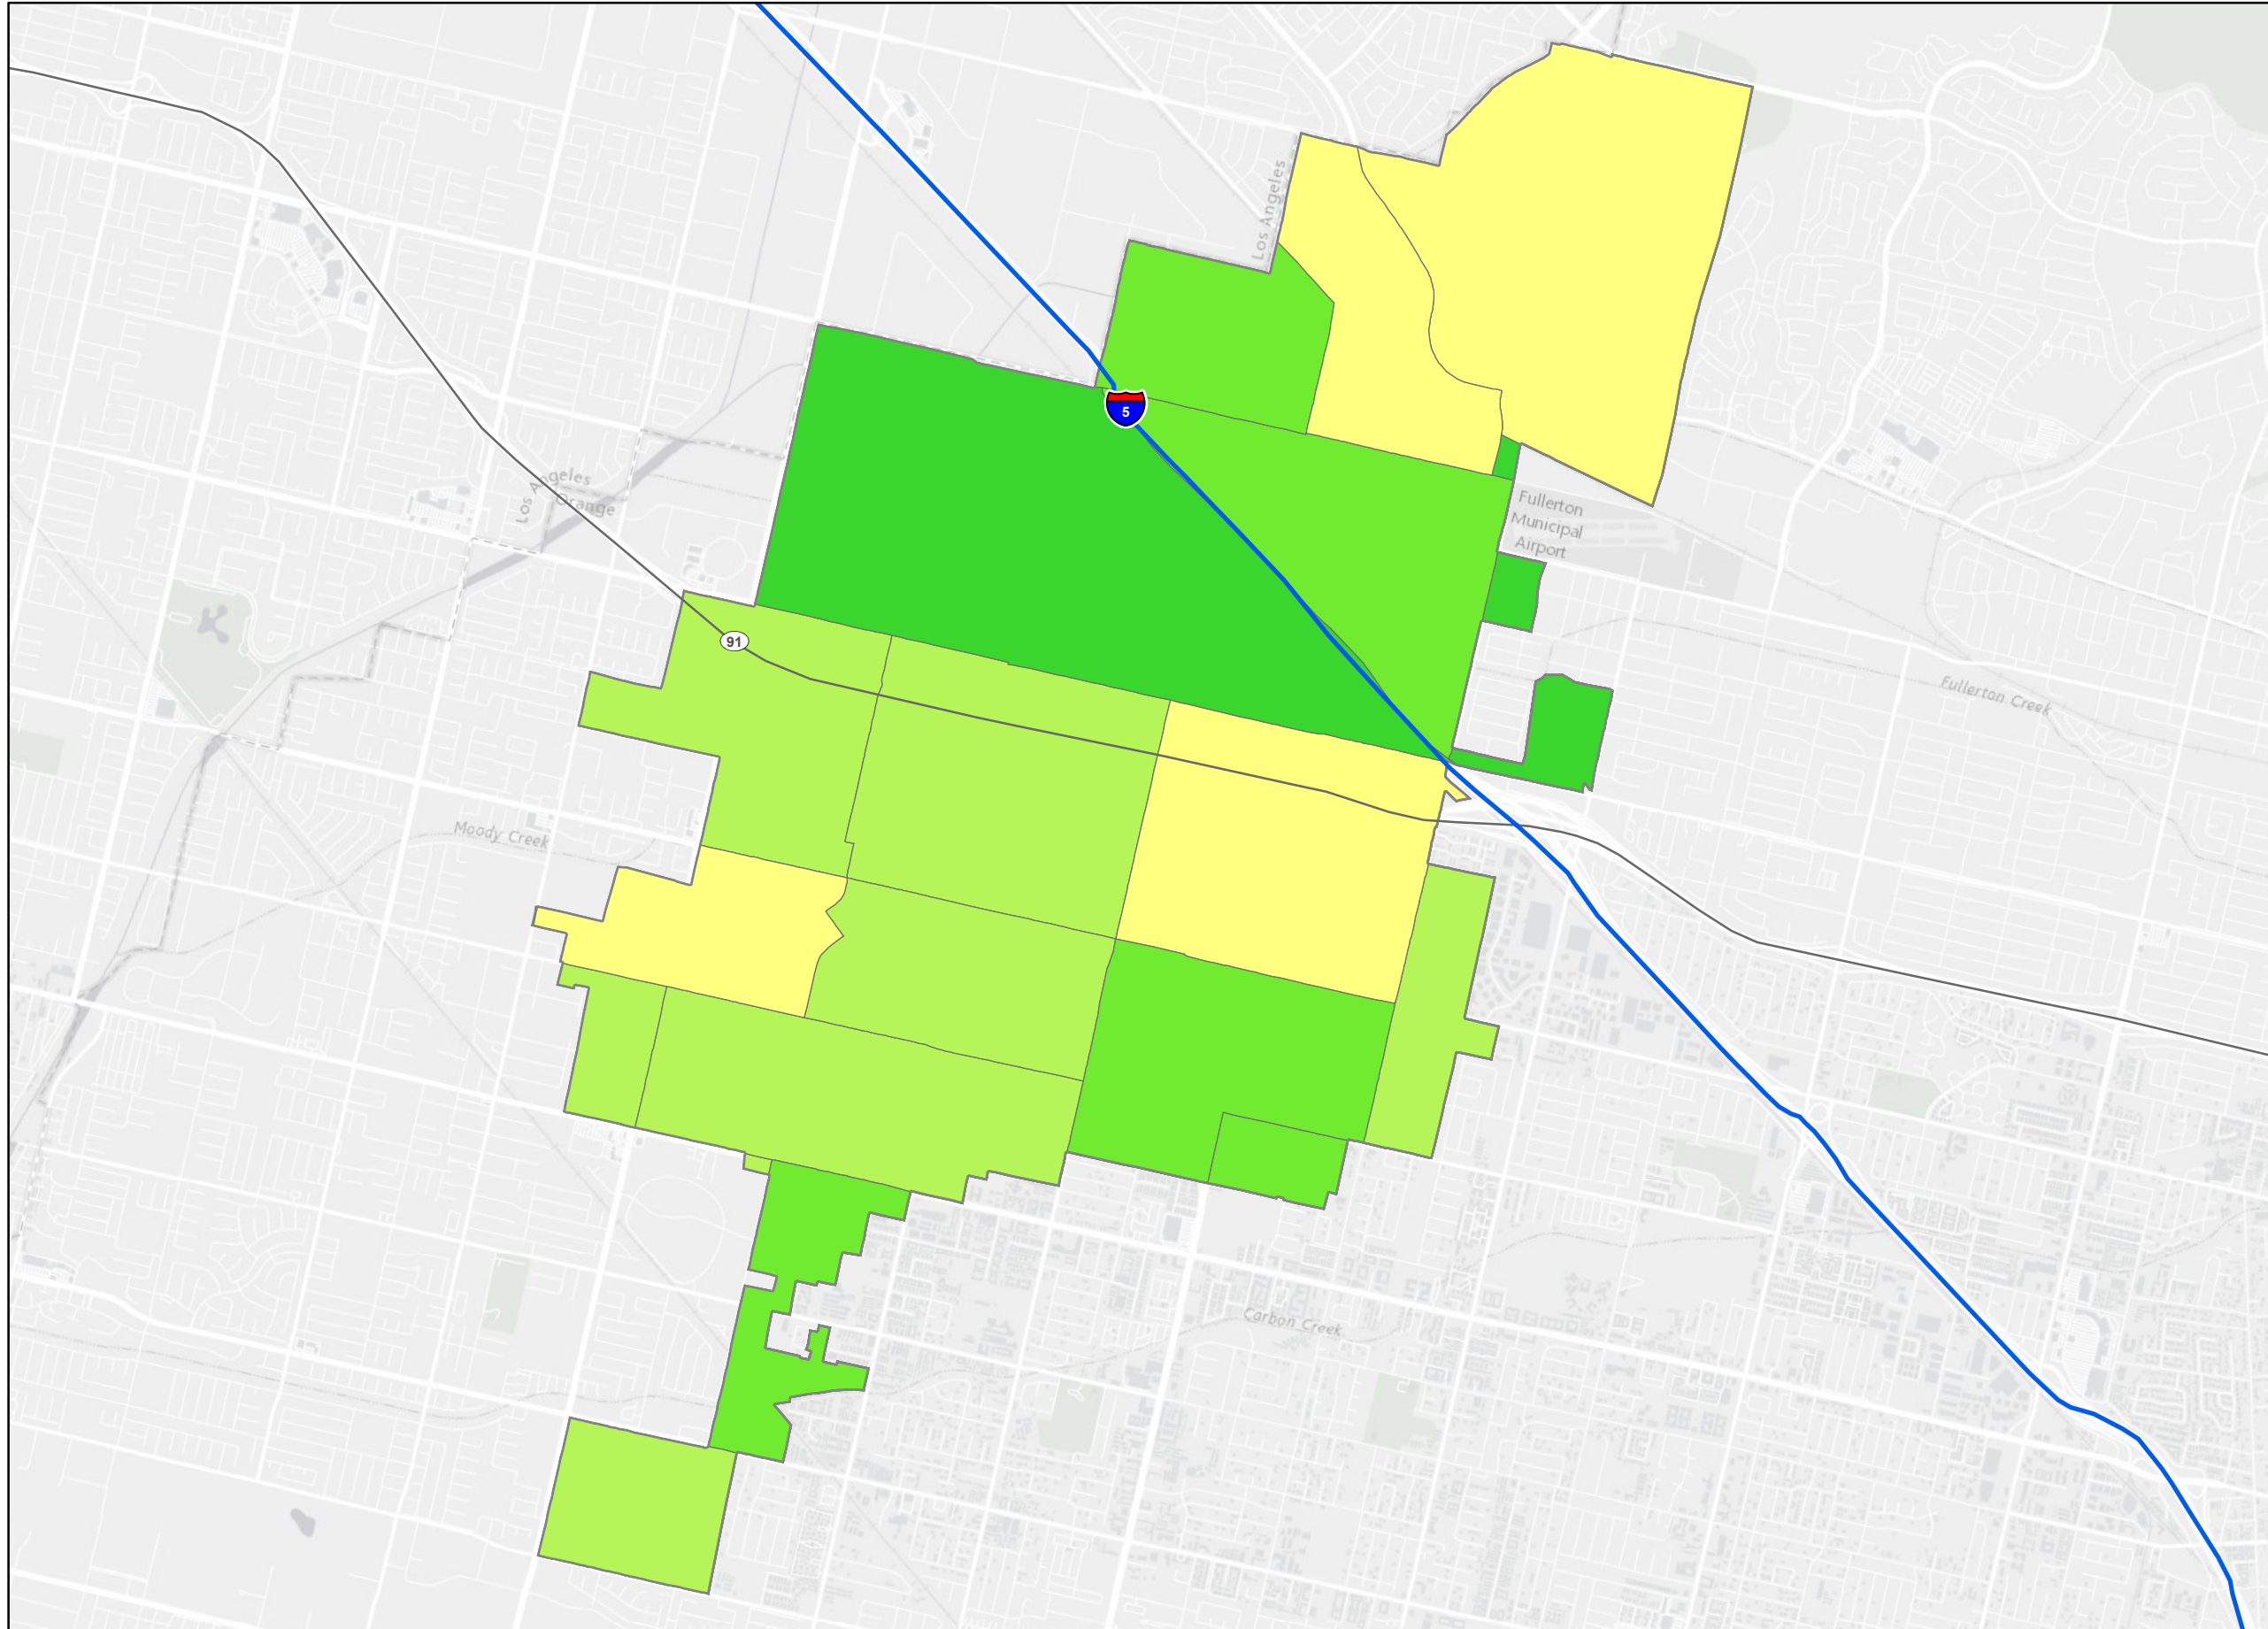 Los Angeles
5
Los Angeles
Orange
Fullerton
Municipal
Airport
91
Fullerton Creek
Moody Creek
Carbon Creek